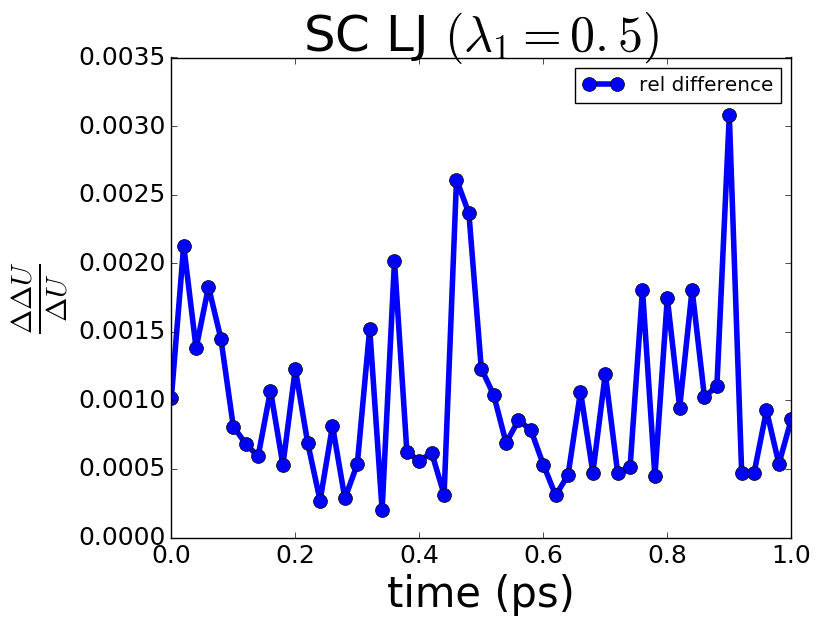 SC LJ (λ₁ = 0.5)
0.0035
rel difference
0.0030
0.0025
0.0020
0.0015
0.0010
0.0005
0.0000
ΔΔU
ΔU
0.0 0.2 0.4 0.6 0.8 1.0
time (ps)